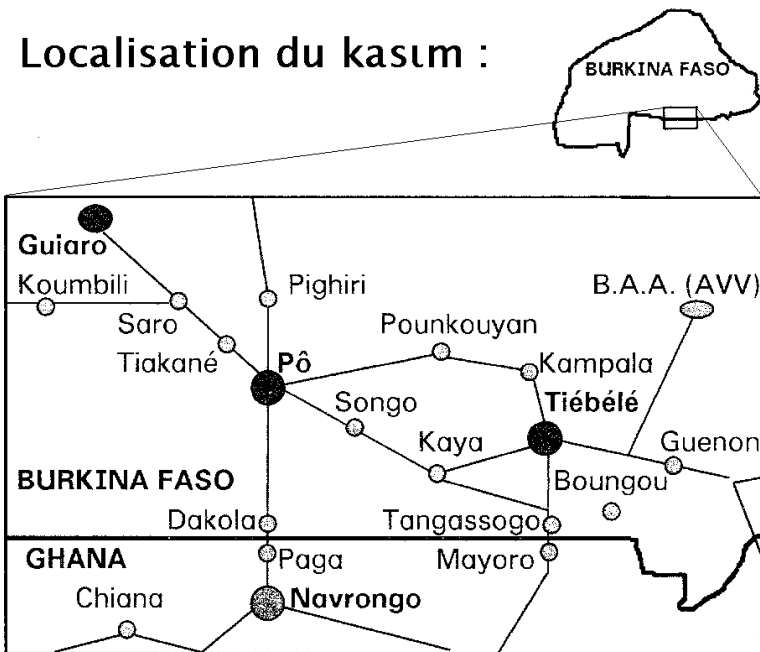 Localisation du kasɩm :
BURKINA FASO
Guiaro
Koumbili
Pighiri
B.A.A. (AVV)
Saro
Pounkouyan
Tiakané
Pô
Kampala
Tiébélé
Songo
Kaya
Guenon
BURKINA FASO
Boungou
Dakola
Tangassogo
GHANA
Paga
Mayoro
Chiana
Navrongo